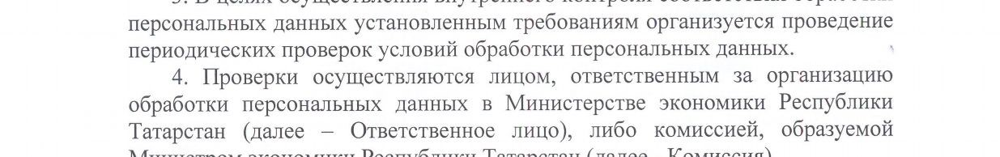 3. В целях осуществления внутреннего контроля соответствия обработки
персональных данных установленным требованиям организуется проведение
периодических проверок условий обработки персональных данных.
4. Проверки осуществляются лицом, ответственным за организацию
обработки персональных данных в Министерстве экономики Республики
Татарстан (далее – Ответственное лицо), либо комиссией, образуемой
Министром экономики Республики Татарстан (далее - Комиссия).